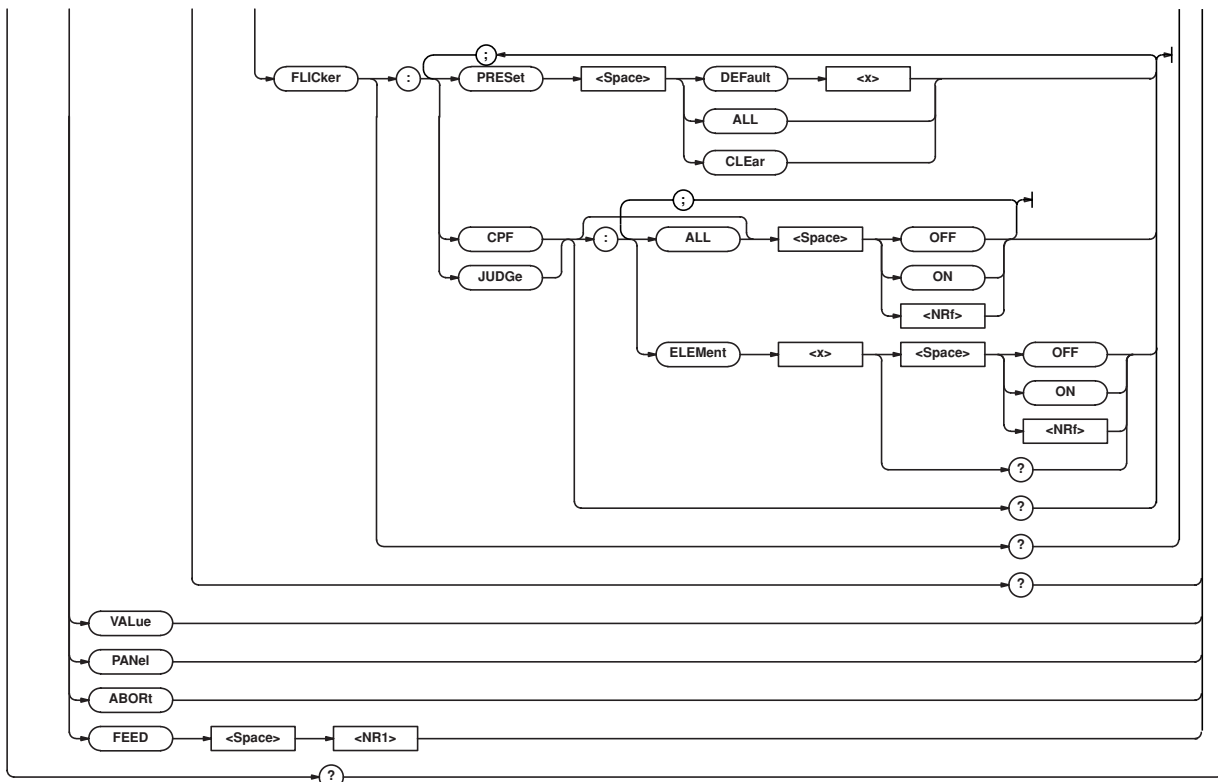 ;
FLICker : PRESet <Space> DEFault <x>
ALL
CLEar
;
CPF : ALL <Space> OFF
JUDGe ON
<NRf>
ELEMent <x> <Space> OFF
ON
<NRf>
?
?
?
?
VALue
PANel
ABORt
FEED <Space> <NR1>
?